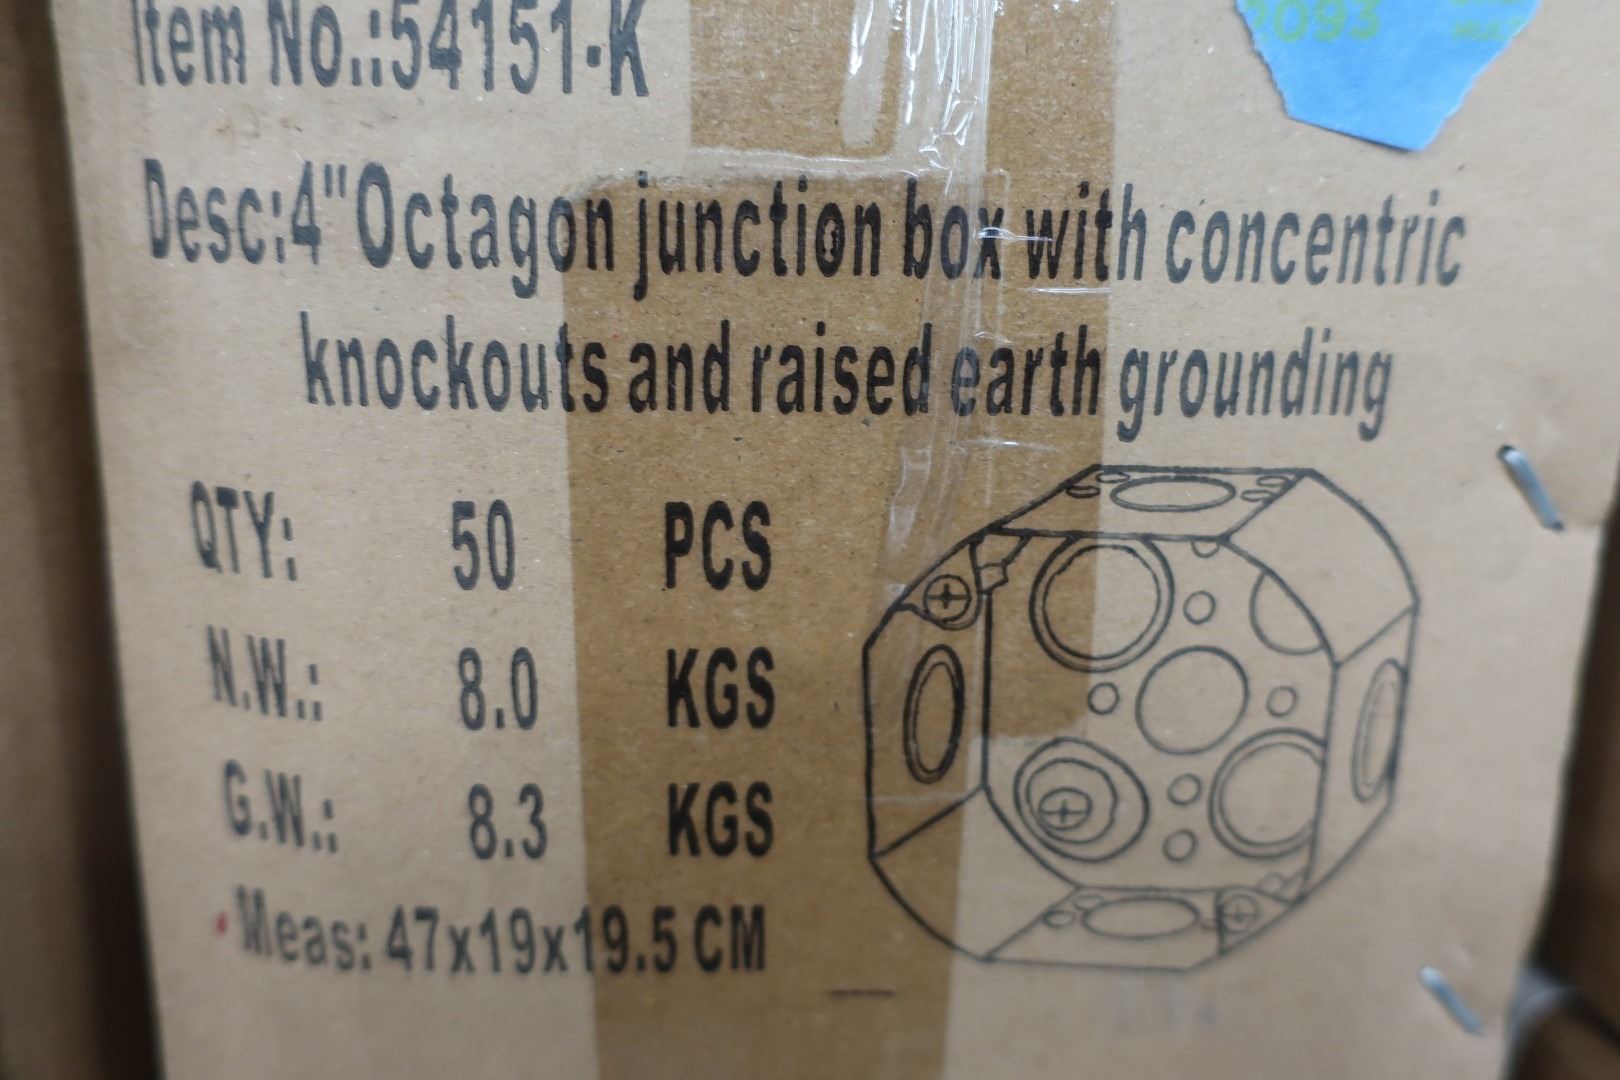 Item No.:54151-K
2093
Desc:4"Octagon junction box with concentric
knockouts and raised earth grounding
QTY: 50 PCS
N.W.: 8.0 KGS
G.W.: 8.3 KGS
Meas: 47x19x19.5 CM